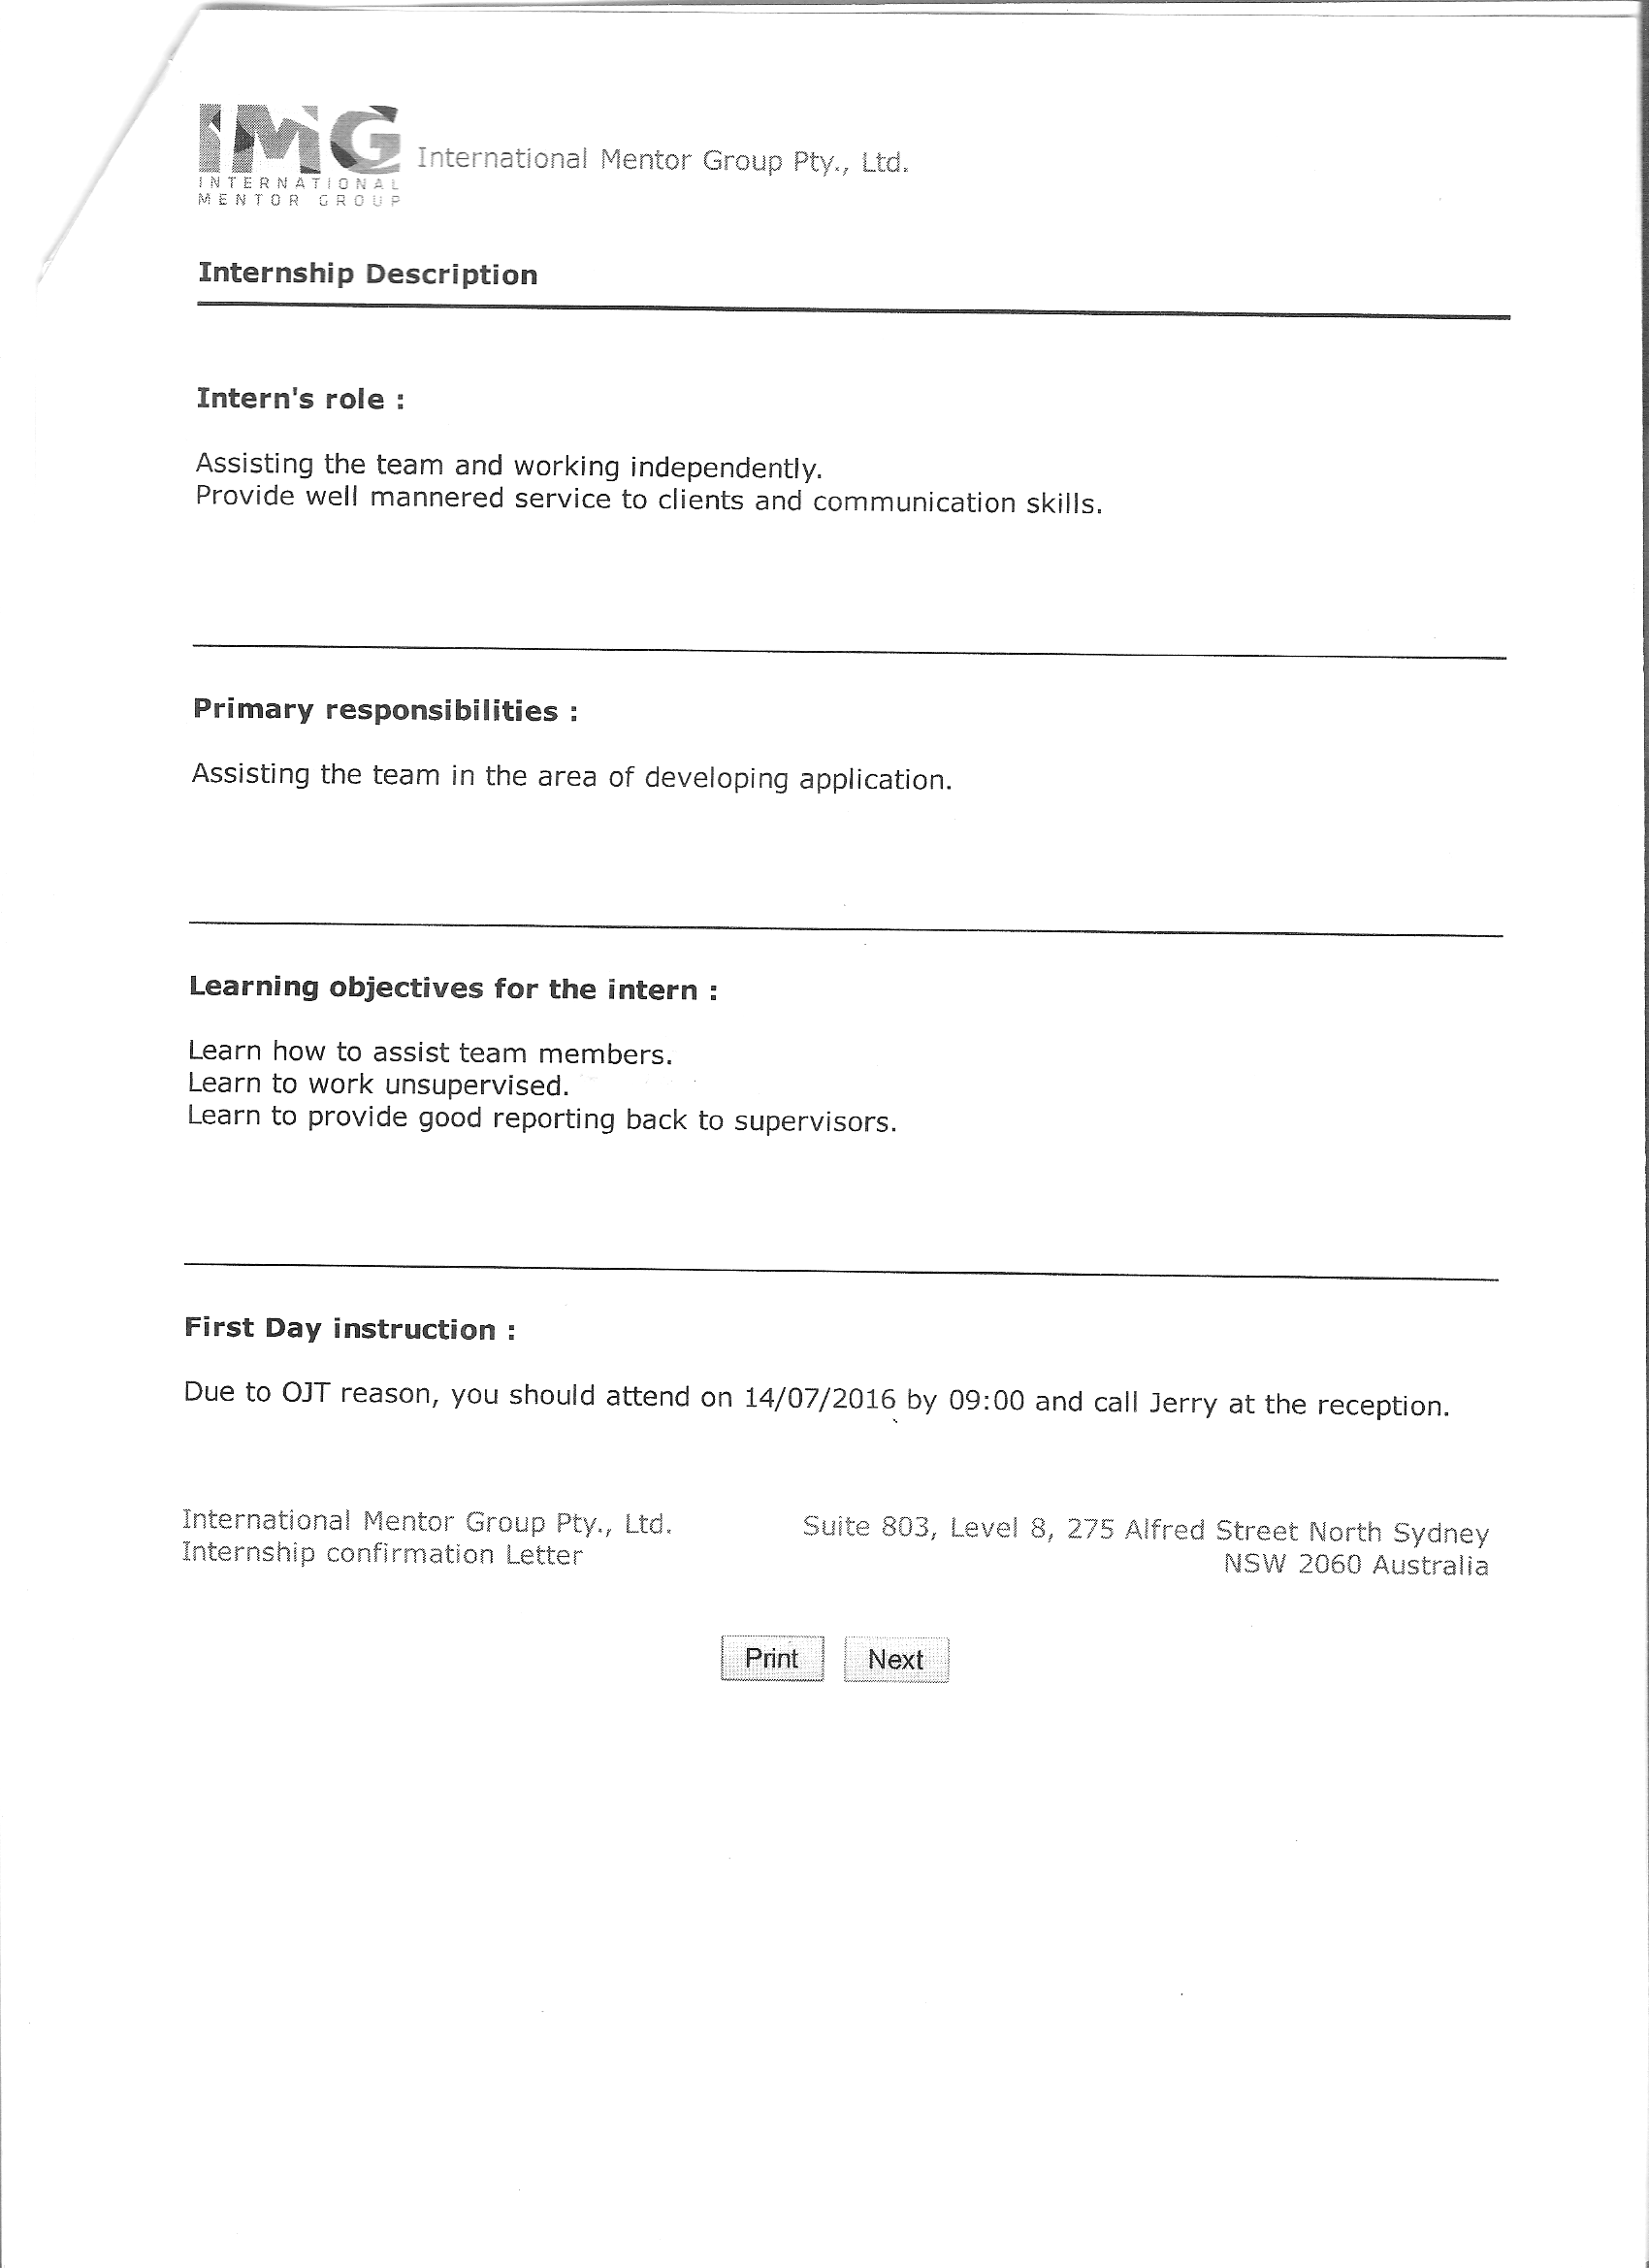 IMG
INTERNATIONAL
MENTOR GROUP
International Mentor Group Pty., Ltd.
Internship Description
Intern's role :
Assisting the team and working independently.
Provide well mannered service to clients and communication skills.
Primary responsibilities :
Assisting the team in the area of developing application.
Learning objectives for the intern :
Learn how to assist team members.
Learn to work unsupervised.
Learn to provide good reporting back to supervisors.
First Day instruction :
Due to OJT reason, you should attend on 14/07/2016 by 09:00 and call Jerry at the reception.
International Mentor Group Pty., Ltd.
Internship confirmation Letter
Suite 803, Level 8, 275 Alfred Street North Sydney
NSW 2060 Australia
Print
Next